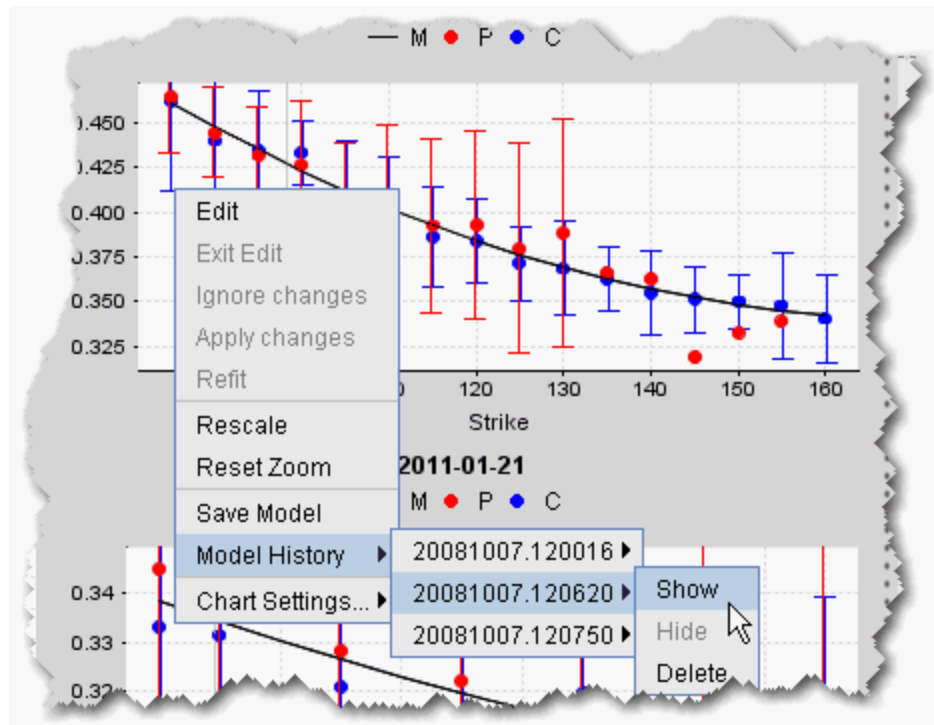 M P C
0.450
0.425
0.400
0.375
0.350
0.325
120 130 140 150 160
Strike
Edit
Exit Edit
Ignore changes
Apply changes
Refit
Rescale
Reset Zoom
Save Model
Model History
Chart Settings...
2011-01-21
M P C
20081007.120016
20081007.120620
20081007.120750
Show
Hide
Delete
0.34
0.33
0.32